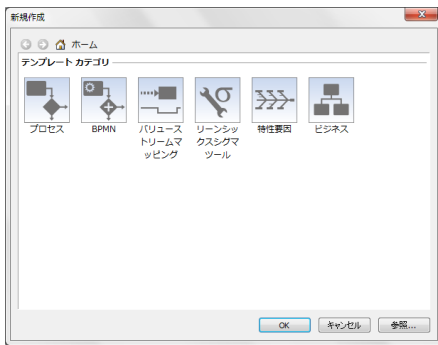 新規作成
ホーム
テンプレート カテゴリ
プロセス
BPMN
バリュース
トリームマ
ッピング
リーンシッ
クスシグマ
ツール
特性要因
ビジネス
OK
キャンセル
参照...